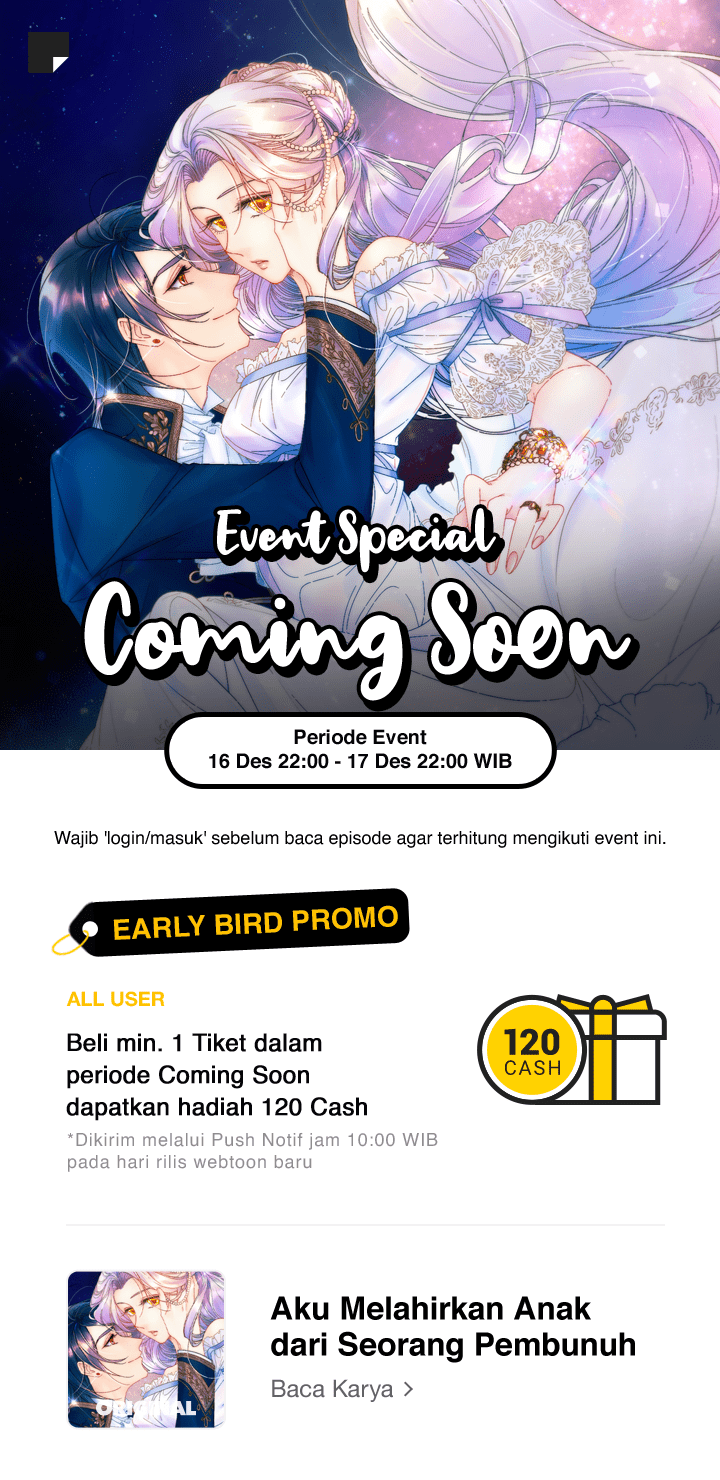 Event Special
Coming Soon
Periode Event
16 Des 22:00 - 17 Des 22:00 WIB
Wajib 'login/masuk' sebelum baca episode agar terhitung mengikuti event ini.
EARLY BIRD PROMO
ALL USER
Beli min. 1 Tiket dalam
periode Coming Soon
dapatkan hadiah 120 Cash
*Dikirim melalui Push Notif jam 10:00 WIB
pada hari rilis webtoon baru
120
CASH
Aku Melahirkan Anak
dari Seorang Pembunuh
Baca Karya >
ORIGINAL